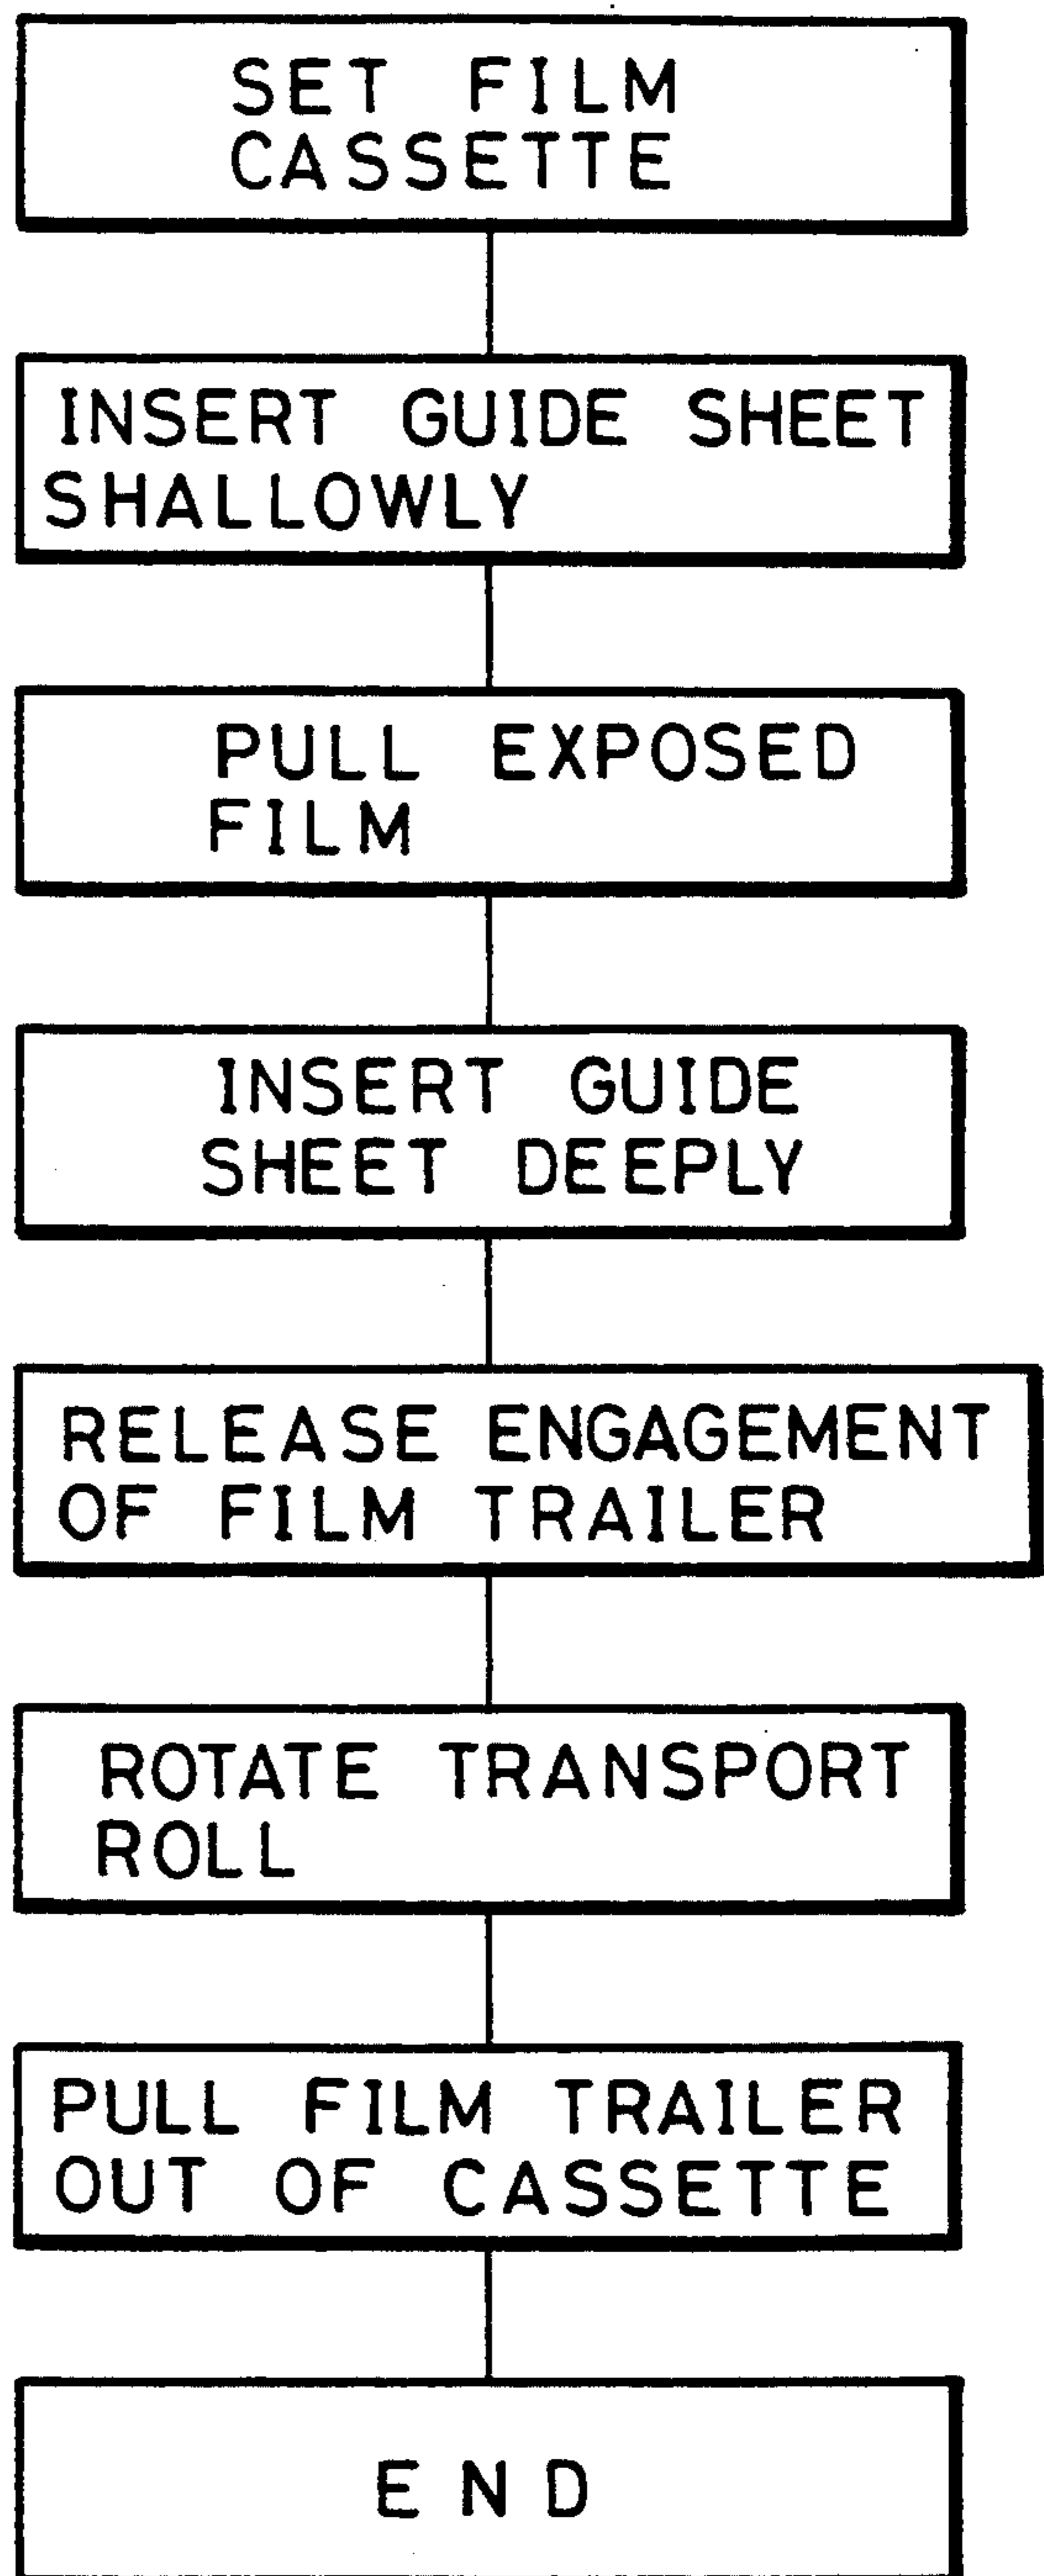 SET FILM
CASSETTE
INSERT GUIDE SHEET
SHALLOWLY
PULL EXPOSED
FILM
INSERT GUIDE
SHEET DEEPLY
RELEASE ENGAGEMENT
OF FILM TRAILER
ROTATE TRANSPORT
ROLL
PULL FILM TRAILER
OUT OF CASSETTE
END